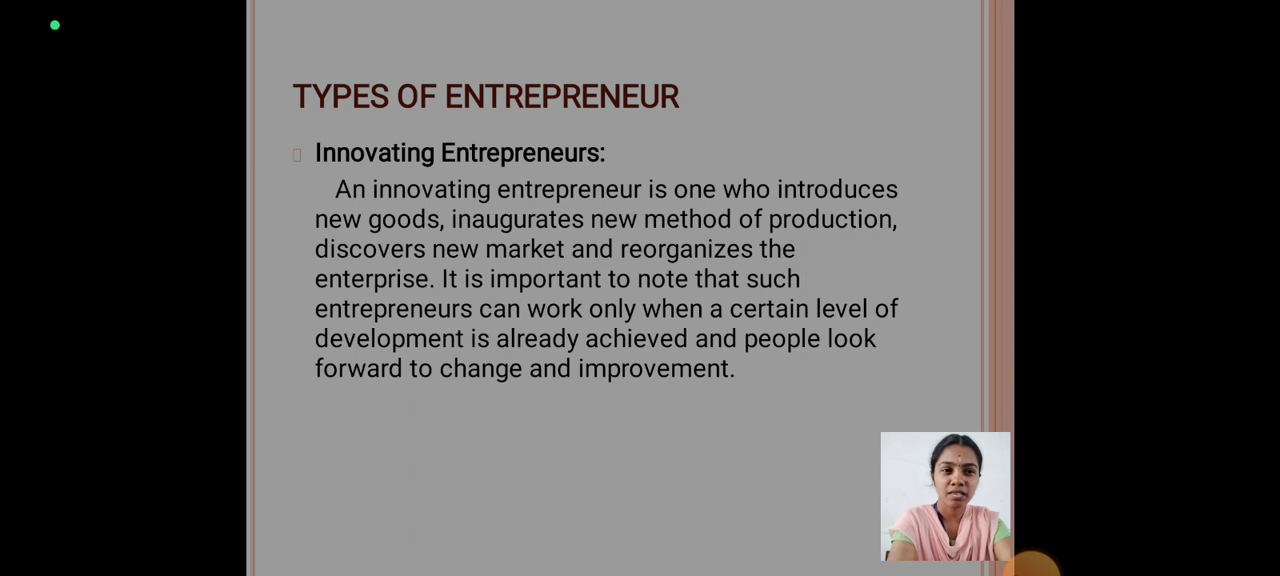 TYPES OF ENTREPRENEUR
Innovating Entrepreneurs:
An innovating entrepreneur is one who introduces
new goods, inaugurates new method of production,
discovers new market and reorganizes the
enterprise. It is important to note that such
entrepreneurs can work only when a certain level of
development is already achieved and people look
forward to change and improvement.